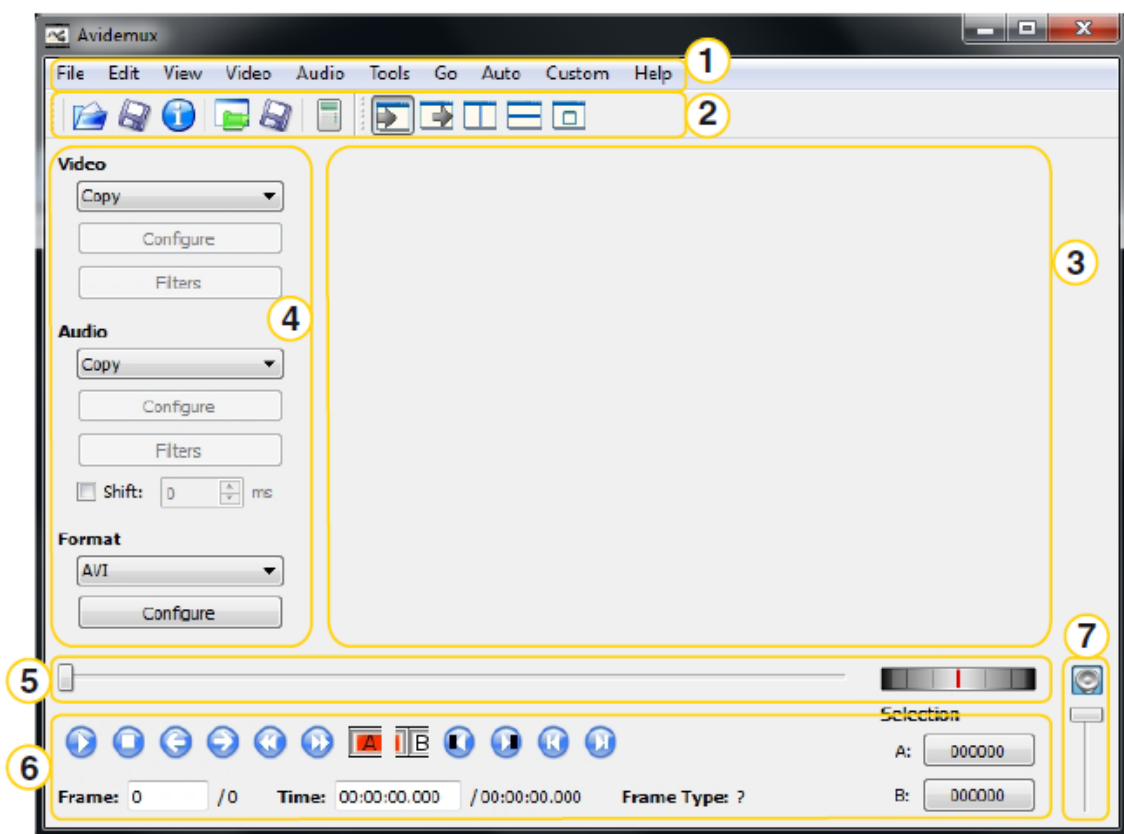 Avidemux
File Edit View Video Audio Tools Go Auto Custom Help
1
2
Video
Copy
Configure
Filters
3
4
Audio
Copy
Configure
Filters
Shift: 0 ms
Format
AVI
Configure
7
5
Selection
A B
A: 000000
6
Frame: 0 /0 Time: 00:00:00.000 /00:00:00.000 Frame Type: ?
B: 000000